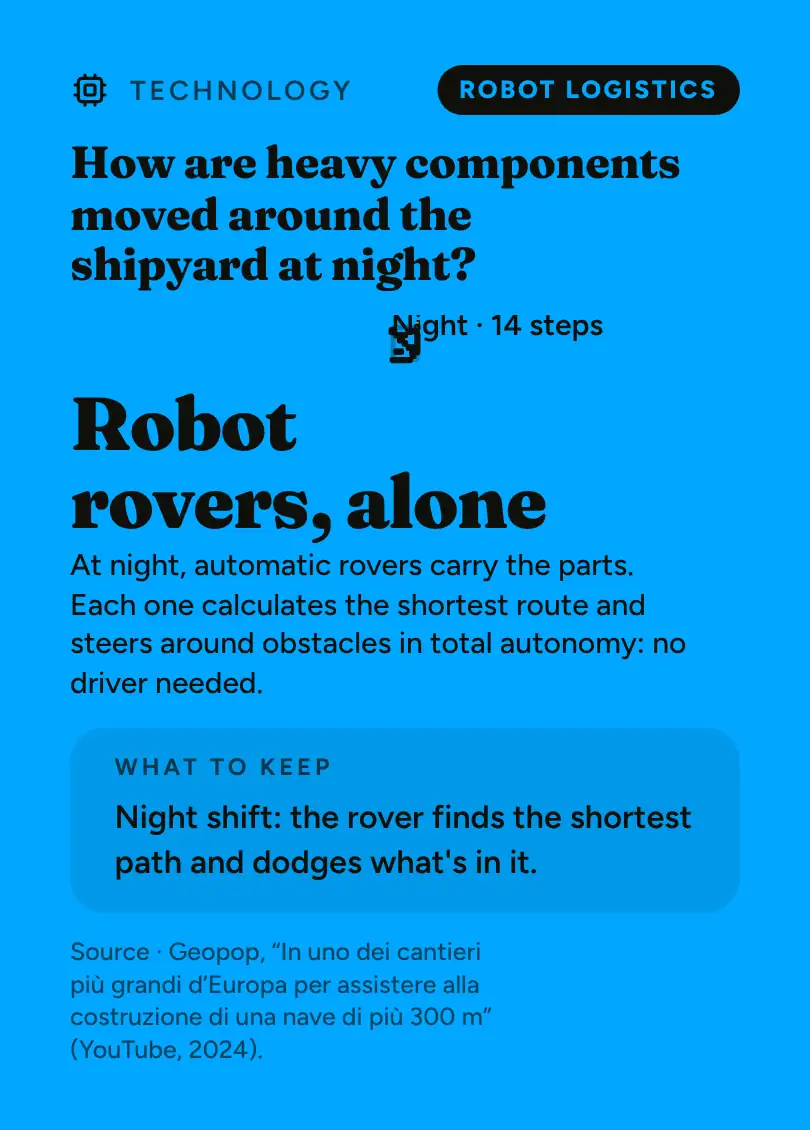 TECHNOLOGY
ROBOT LOGISTICS
How are heavy components
moved around the
shipyard at night?
Night · 14 steps
Robot
rovers, alone
At night, automatic rovers carry the parts.
Each one calculates the shortest route and
steers around obstacles in total autonomy: no
driver needed.
WHAT TO KEEP
Night shift: the rover finds the shortest
path and dodges what's in it.
Source · Geopop, “In uno dei cantieri
più grandi d’Europa per assistere alla
costruzione di una nave di più 300 m”
(YouTube, 2024).